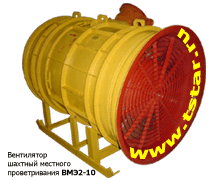 www.tstar.ru
Вентилятор
шахтный местного
проветривания ВМЭ2-10